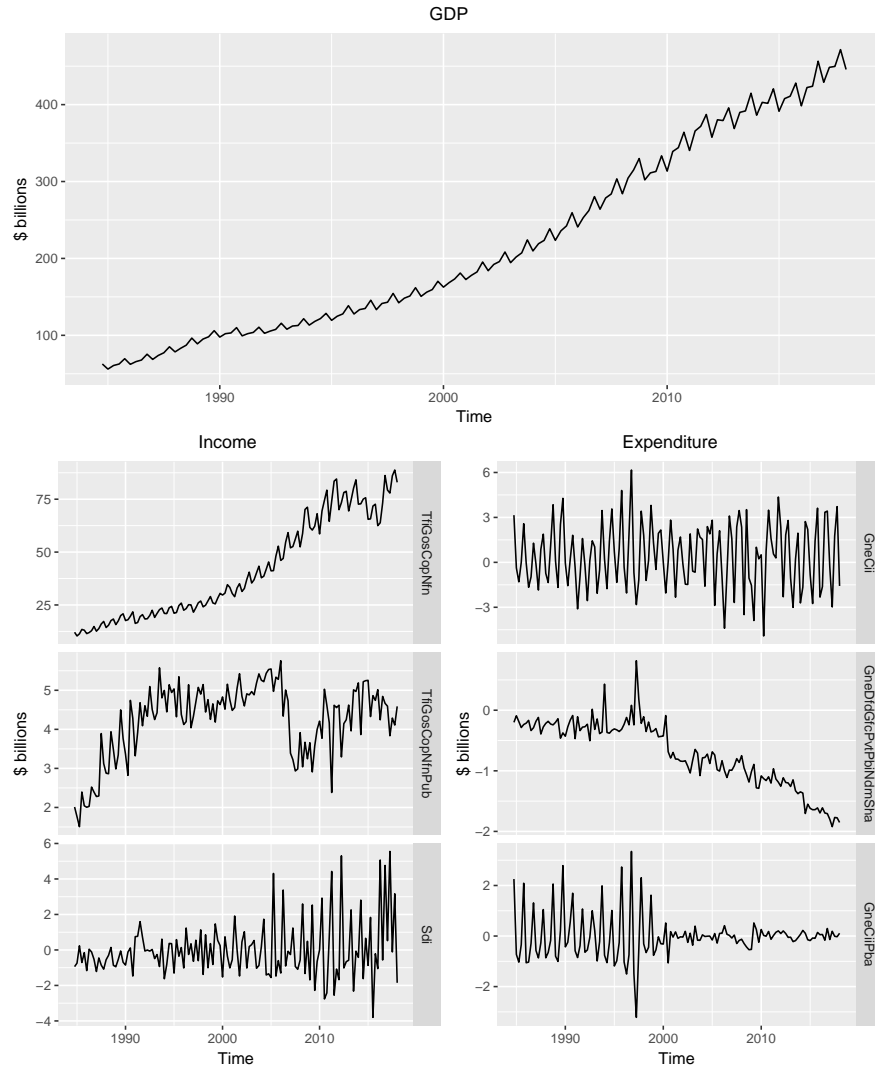 GDP
400
300
200
100
$ billions
1990
2000
2010
Time
Income
75
50
25
TfiGosCopNfn
5
4
3
2
TfiGosCopNfnPub
$ billions
6
4
2
0
−2
−4
Sdi
1990
2000
2010
Time
Expenditure
6
3
0
−3
GneCii
0
−1
−2
GneDfdGfcPvtPbiNdmSha
$ billions
2
0
−2
GneCiiPba
1990
2000
2010
Time